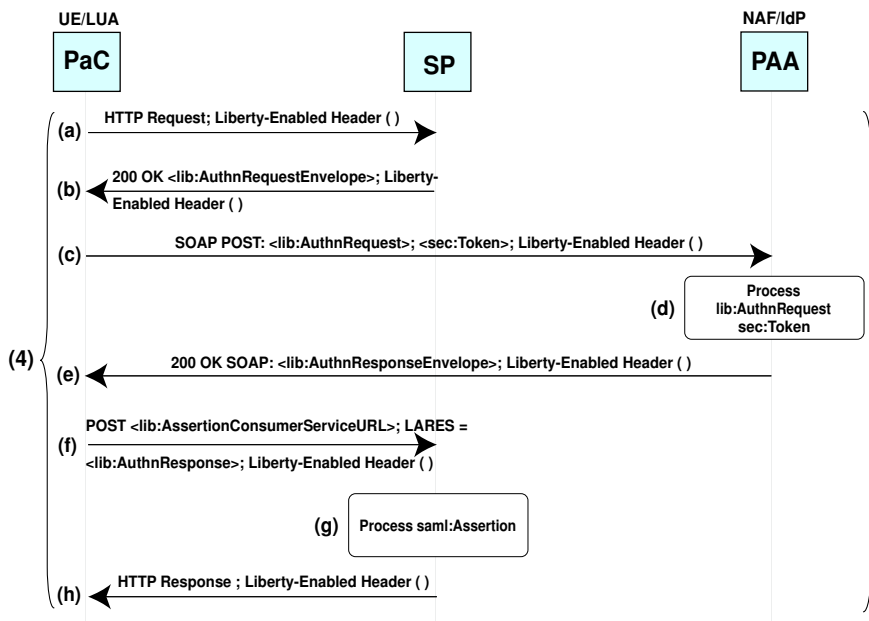 UE/LUA
NAF/IdP
PaC
SP
PAA
(a)
HTTP Request; Liberty-Enabled Header ( )
(b)
200 OK <lib:AuthnRequestEnvelope>; Liberty-
Enabled Header ( )
(c)
SOAP POST: <lib:AuthnRequest>; <sec:Token>; Liberty-Enabled Header ( )
(d)
Process
lib:AuthnRequest
sec:Token
(4)
(e)
200 OK SOAP: <lib:AuthnResponseEnvelope>; Liberty-Enabled Header ( )
(f)
POST <lib:AssertionConsumerServiceURL>; LARES =
<lib:AuthnResponse>; Liberty-Enabled Header ( )
(g)
Process saml:Assertion
(h)
HTTP Response ; Liberty-Enabled Header ( )